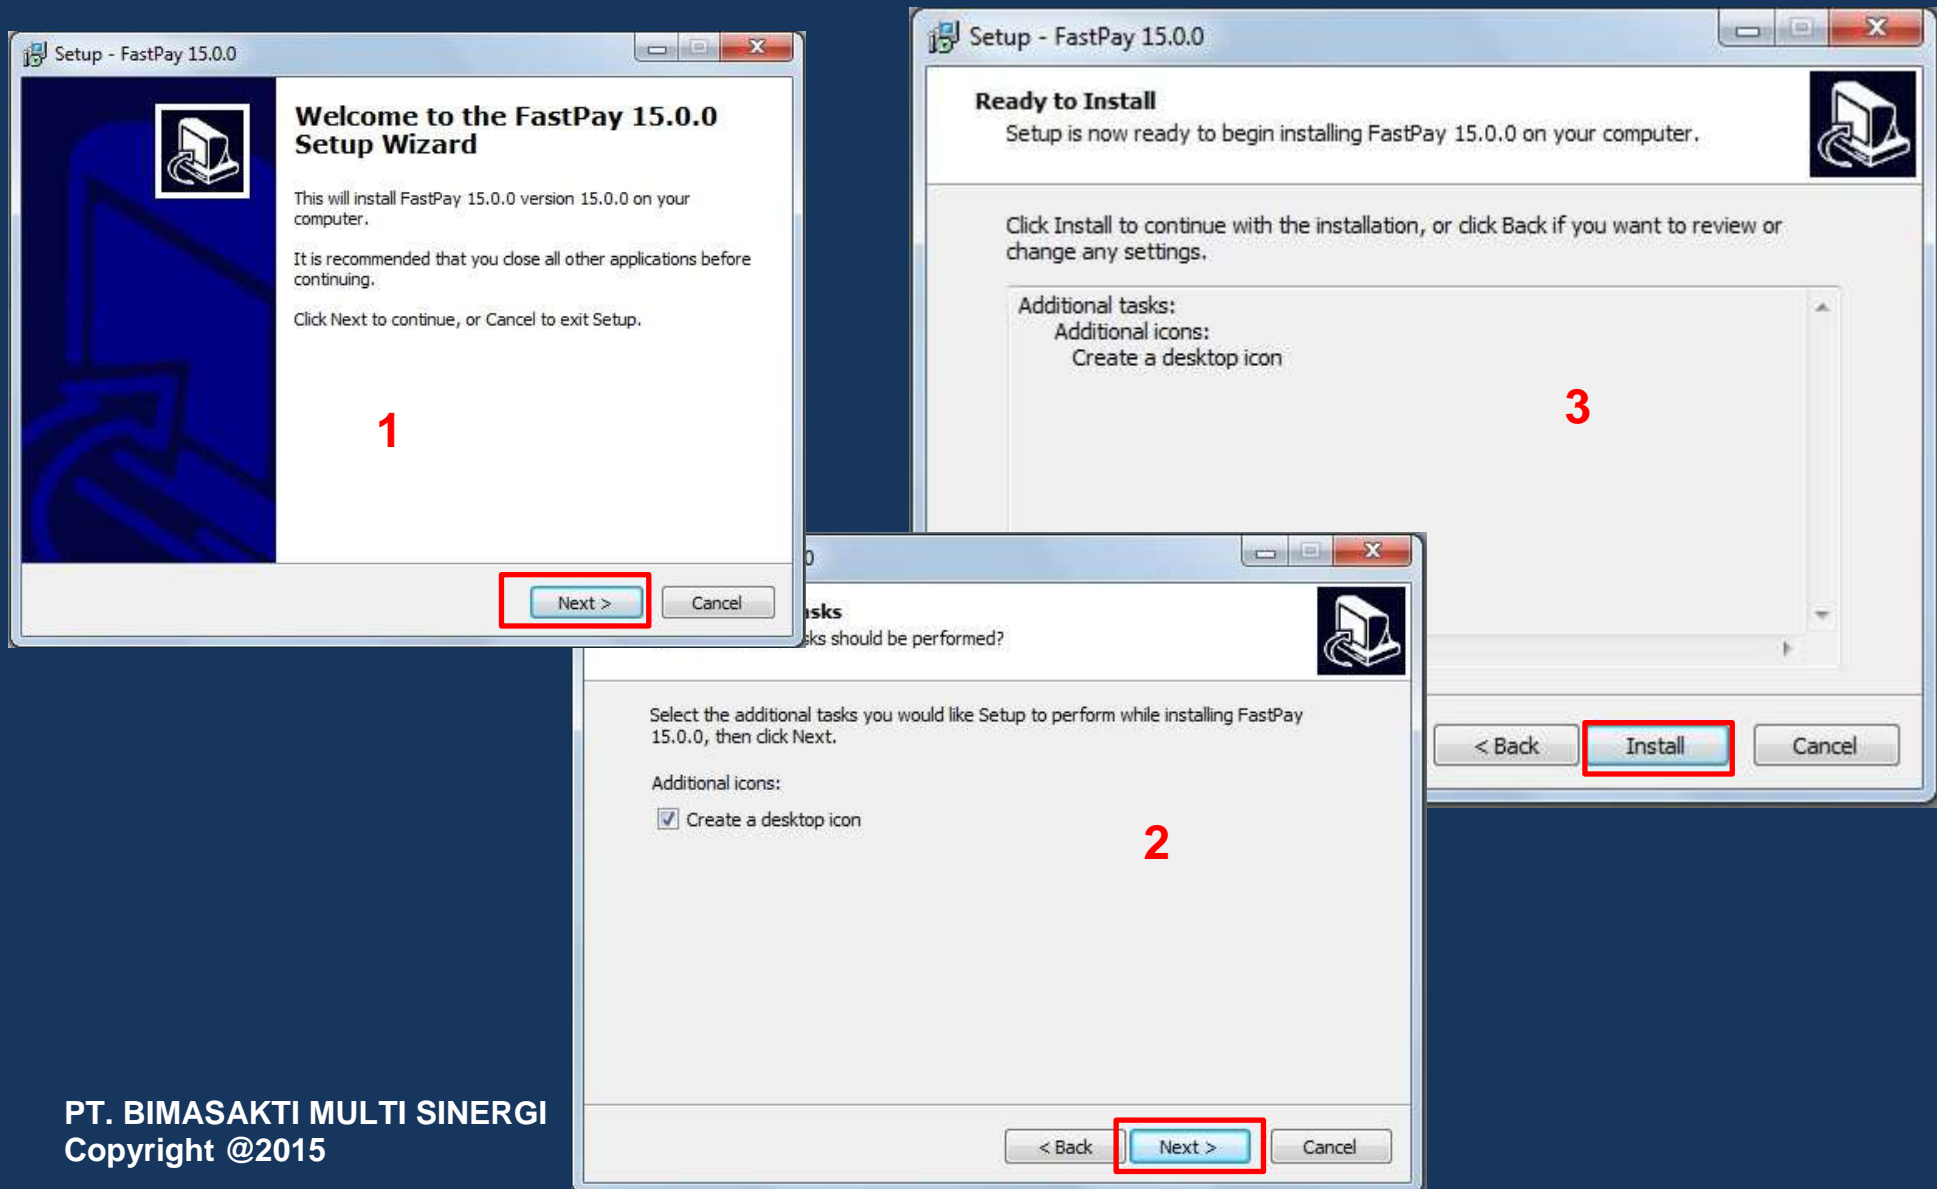 Setup - FastPay 15.0.0
Welcome to the FastPay 15.0.0
Setup Wizard
This will install FastPay 15.0.0 version 15.0.0 on your
computer.
It is recommended that you close all other applications before
continuing.
Click Next to continue, or Cancel to exit Setup.
1
Next >
Cancel
0
should be performed?
Select the additional tasks you would like Setup to perform while installing FastPay
15.0.0, then click Next.
Additional icons:
Create a desktop icon
2
< Back
Next >
Cancel
Setup - FastPay 15.0.0
Ready to Install
Setup is now ready to begin installing FastPay 15.0.0 on your computer.
Click Install to continue with the installation, or click Back if you want to review or
change any settings.
Additional tasks:
Additional icons:
Create a desktop icon
3
< Back
Install
Cancel
PT. BIMASAKTI MULTI SINERGI
Copyright @2015